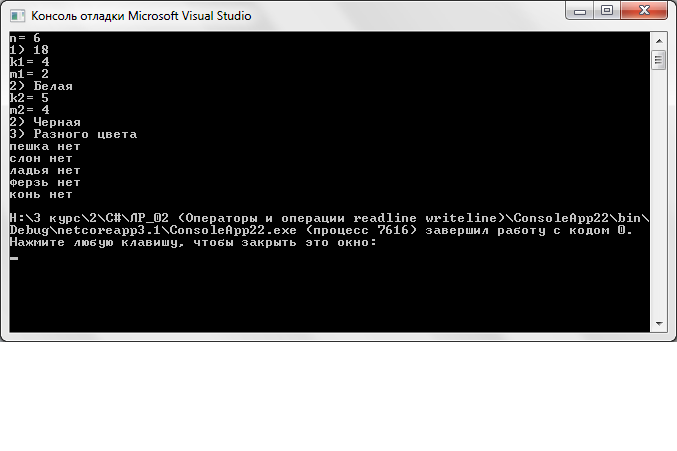 Консоль отладки Microsoft Visual Studio
n= 6
1) 18
k1= 4
m1= 2
2) Белая
k2= 5
m2= 4
2) Черная
3) Разного цвета
пешка нет
слон нет
ладья нет
ферзь нет
конь нет
H:\3 курс\2\C#\ЛР_02 (Операторы и операции readline writeline)\ConsoleApp22\bin\
Debug\netcoreapp3.1\ConsoleApp22.exe (процесс 7616) завершил работу с кодом 0.
Нажмите любую клавишу, чтобы закрыть это окно: